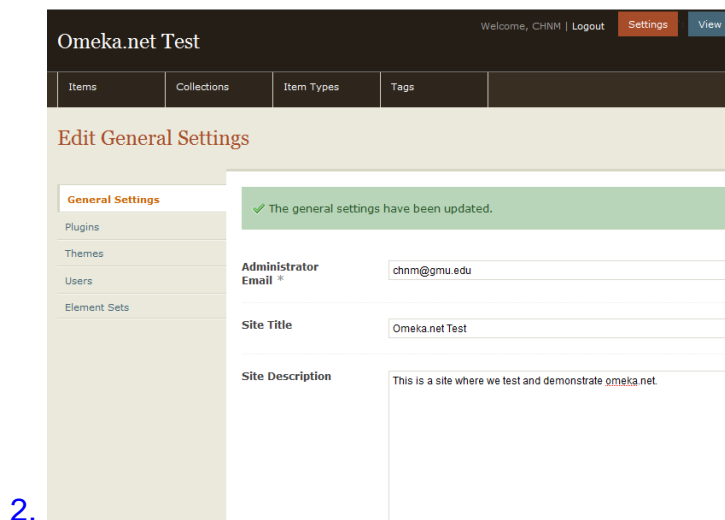 Welcome, CHNM | Logout Settings View
Omeka.net Test
Items Collections Item Types Tags
Edit General Settings
General Settings
Plugins
Themes
Users
Element Sets
The general settings have been updated.
Administrator
Email *
chnm@gmu.edu
Site Title
Omeka.net Test
Site Description
This is a site where we test and demonstrate omeka.net.
2.